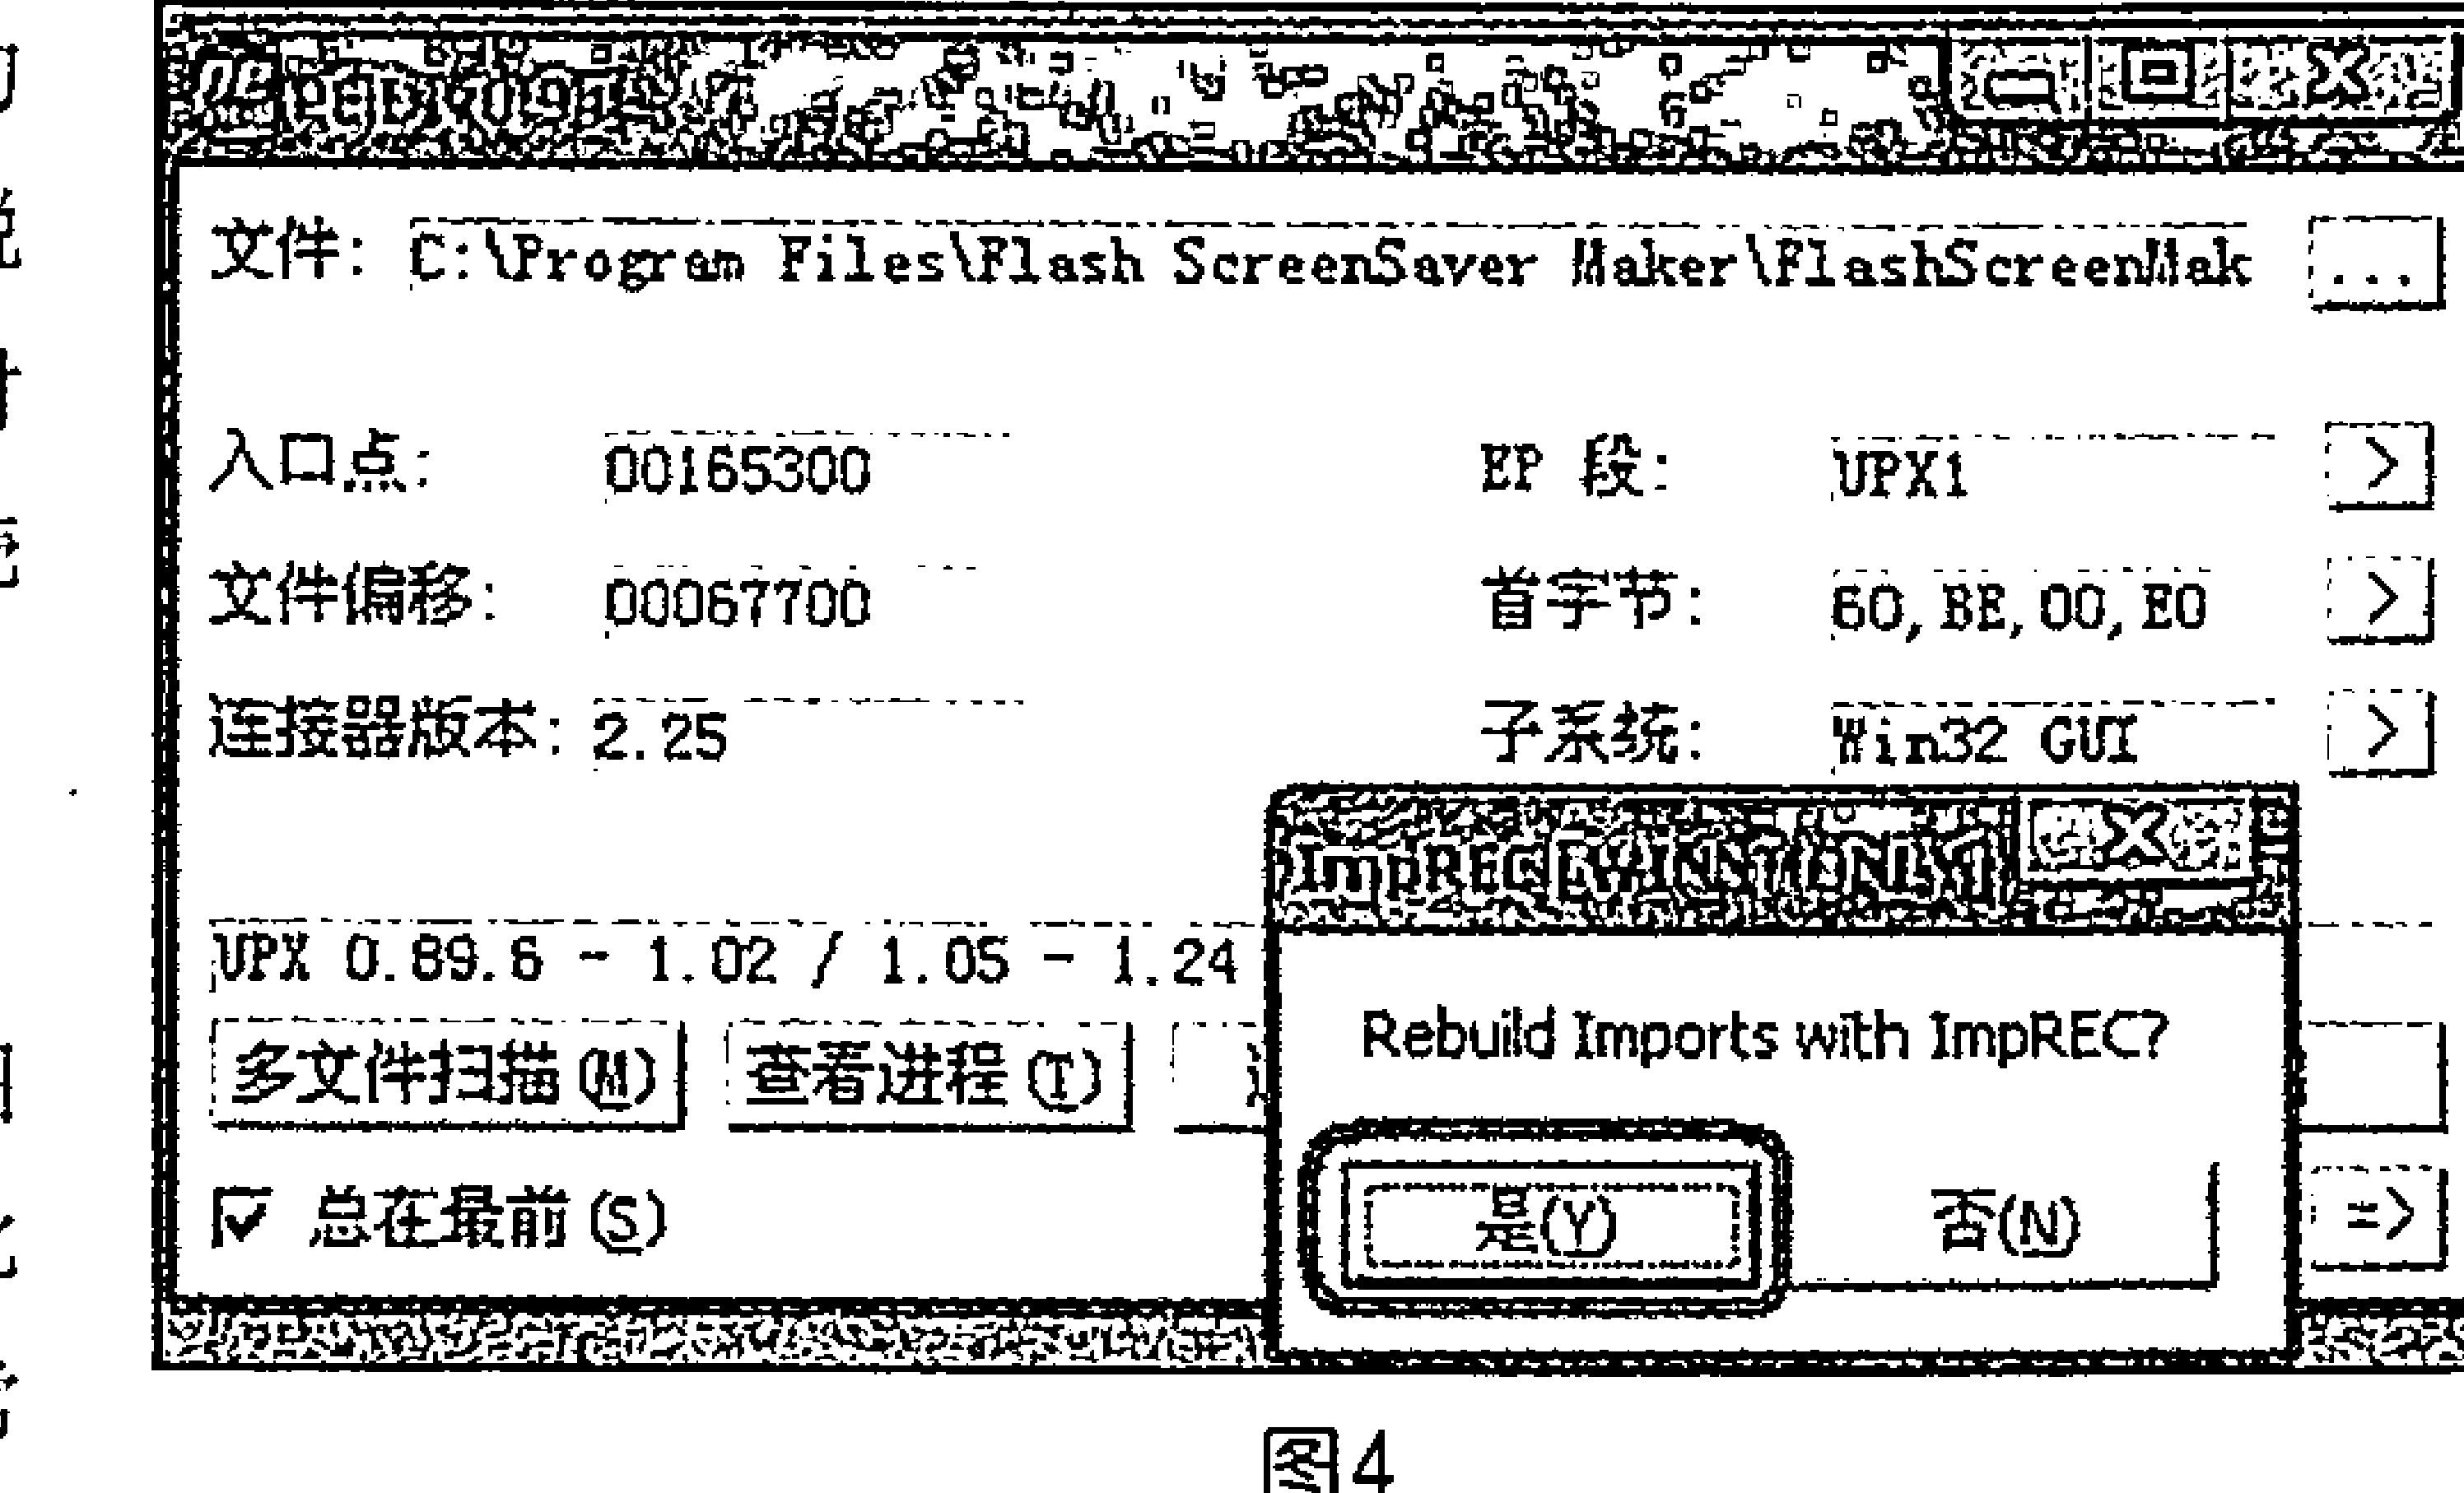 PEiD v0.94
文件: C:\Program Files\Flash ScreenSaver Maker\FlashScreenMak ...
入口点: 00165300 EP 段: UPX1 >
文件偏移: 00067700 首字节: 60,BE,00,E0 >
连接器版本: 2.25 子系统: Win32 GUI >
UPX 0.89.6 - 1.02 / 1.05 - 1.24
Rebuild Imports with ImpREC?
多文件扫描(M) 查看进程(T)
总在最前(S) 是(Y) 否(N) =>
图4